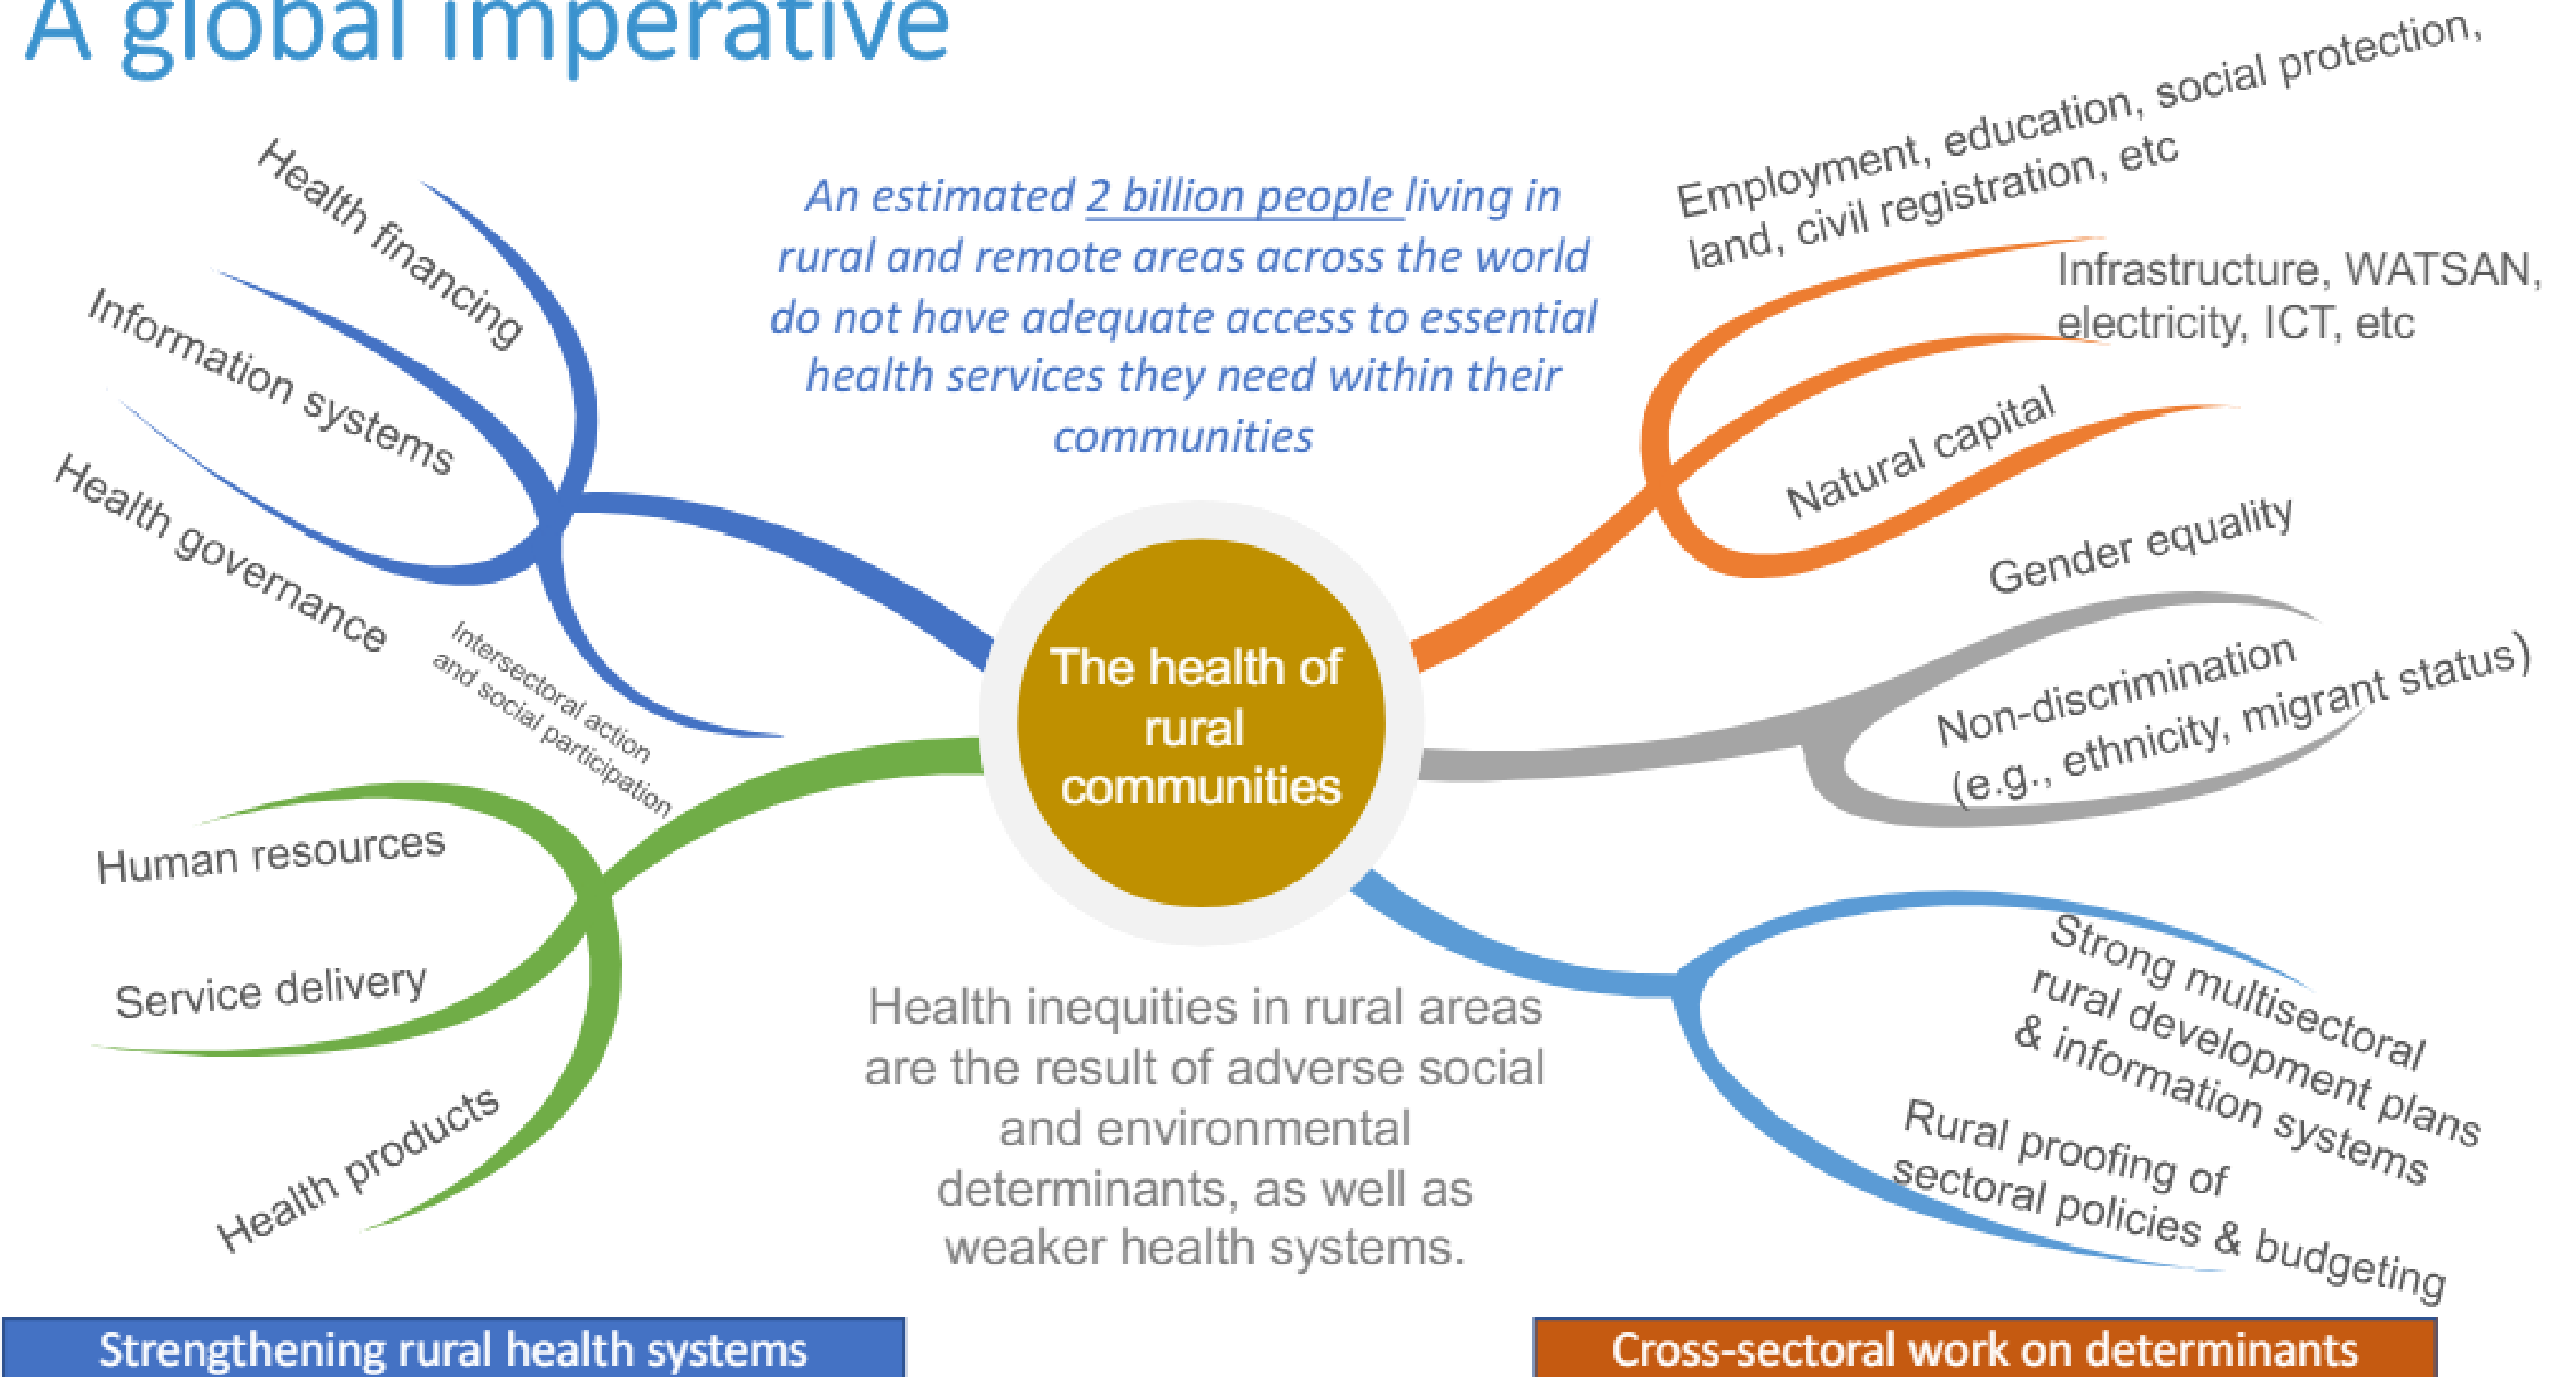 A global imperative
Health financing
Information systems
Health governance
Intersectoral action
and social participation
Human resources
Service delivery
Health products
An estimated 2 billion people living in
rural and remote areas across the world
do not have adequate access to essential
health services they need within their
communities
The health of
rural
communities
Health inequities in rural areas
are the result of adverse social
and environmental
determinants, as well as
weaker health systems.
Employment, education, social protection,
land, civil registration, etc
Infrastructure, WATSAN,
electricity, ICT, etc
Natural capital
Gender equality
Non-discrimination
(e.g., ethnicity, migrant status)
Strong multisectoral
rural development plans
& information systems
Rural proofing of
sectoral policies & budgeting
Strengthening rural health systems
Cross-sectoral work on determinants